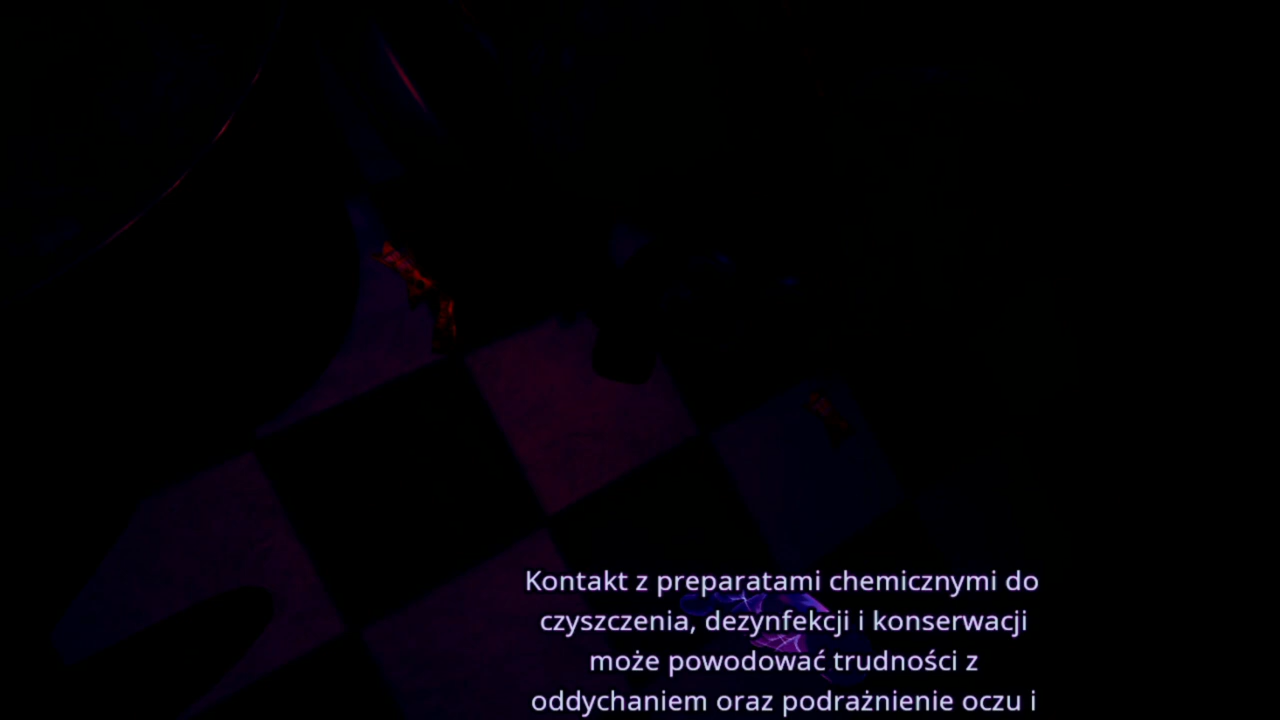 Kontakt z preparatami chemicznymi do
czyszczenia, dezynfekcji i konserwacji
może powodować trudności z
oddychaniem oraz podrażnienie oczu i